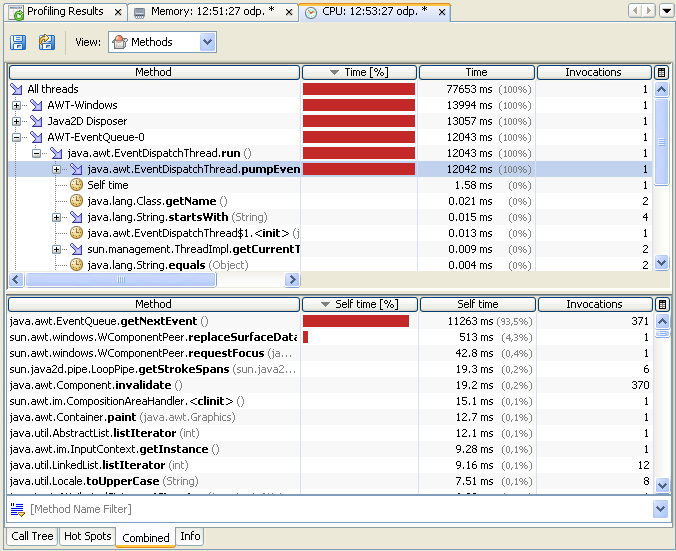 Profiling Results Memory: 12:51:27 odp. * CPU: 12:53:27 odp. *
View: Methods
Method Time [%] Time Invocations
All threads 77653 ms (100%) 1
AWT-Windows 13994 ms (100%) 1
Java2D Disposer 13057 ms (100%) 1
AWT-EventQueue-0 12043 ms (100%) 1
java.awt.EventDispatchThread.run () 12043 ms (100%) 1
java.awt.EventDispatchThread.pumpEven 12042 ms (100%) 1
Self time 1.58 ms (0%) 1
java.lang.Class.getName () 0.021 ms (0%) 2
java.lang.String.startsWith (String) 0.015 ms (0%) 4
java.awt.EventDispatchThread$1.<init> (j 0.013 ms (0%) 1
sun.management.ThreadImpl.getCurrentT 0.009 ms (0%) 2
java.lang.String.equals (Object) 0.004 ms (0%) 2
Method Self time [%] Self time Invocations
java.awt.EventQueue.getNextEvent () 11263 ms (93,5%) 371
sun.awt.windows.WComponentPeer.replaceSurfaceData 513 ms (4,3%) 1
sun.awt.windows.WComponentPeer.requestFocus (ja... 42.8 ms (0,4%) 1
sun.java2d.pipe.LoopPipe.getStrokeSpans (sun.java2... 19.3 ms (0,2%) 6
java.awt.Component.invalidate () 19.2 ms (0,2%) 370
sun.awt.im.CompositionAreaHandler.<clinit> () 15.1 ms (0,1%) 1
java.awt.Container.paint (java.awt.Graphics) 12.7 ms (0,1%) 1
java.util.AbstractList.listIterator (int) 12.1 ms (0,1%) 1
java.awt.im.InputContext.getInstance () 9.28 ms (0,1%) 1
java.util.LinkedList.listIterator (int) 9.16 ms (0,1%) 12
java.util.Locale.toUpperCase (String) 7.51 ms (0,1%) 8
[Method Name Filter]
Call Tree Hot Spots Combined Info